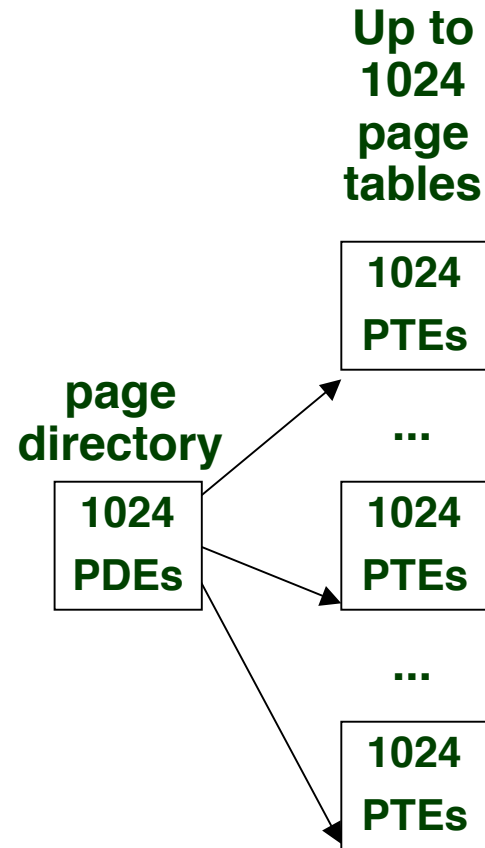 Up to
1024
page
tables
1024
PTEs
...
page
directory
1024
PDEs
1024
PTEs
...
1024
PTEs